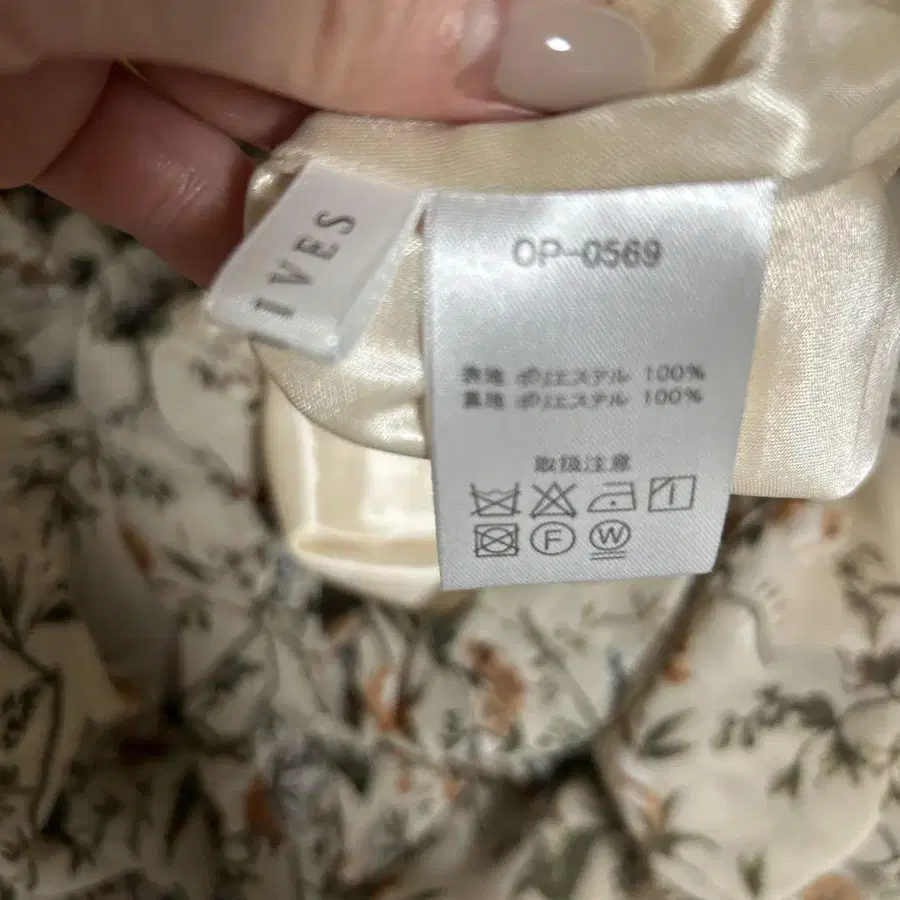 IVES
OP-0569
表地 ポリエステル 100%
裏地 ポリエステル 100%
取扱注意
F W